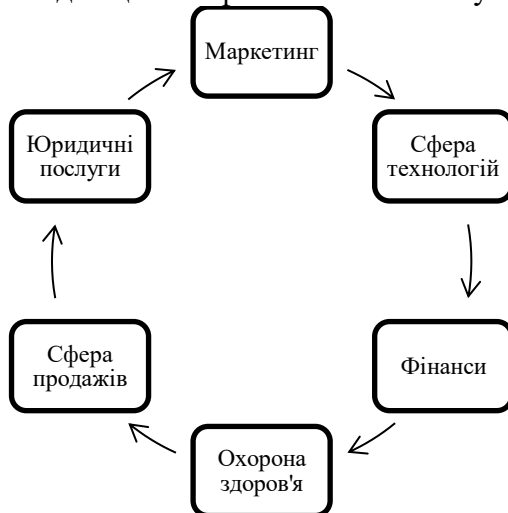 Маркетинг
Сфера
технологій
Фінанси
Охорона
здоров'я
Сфера
продажів
Юридичні
послуги